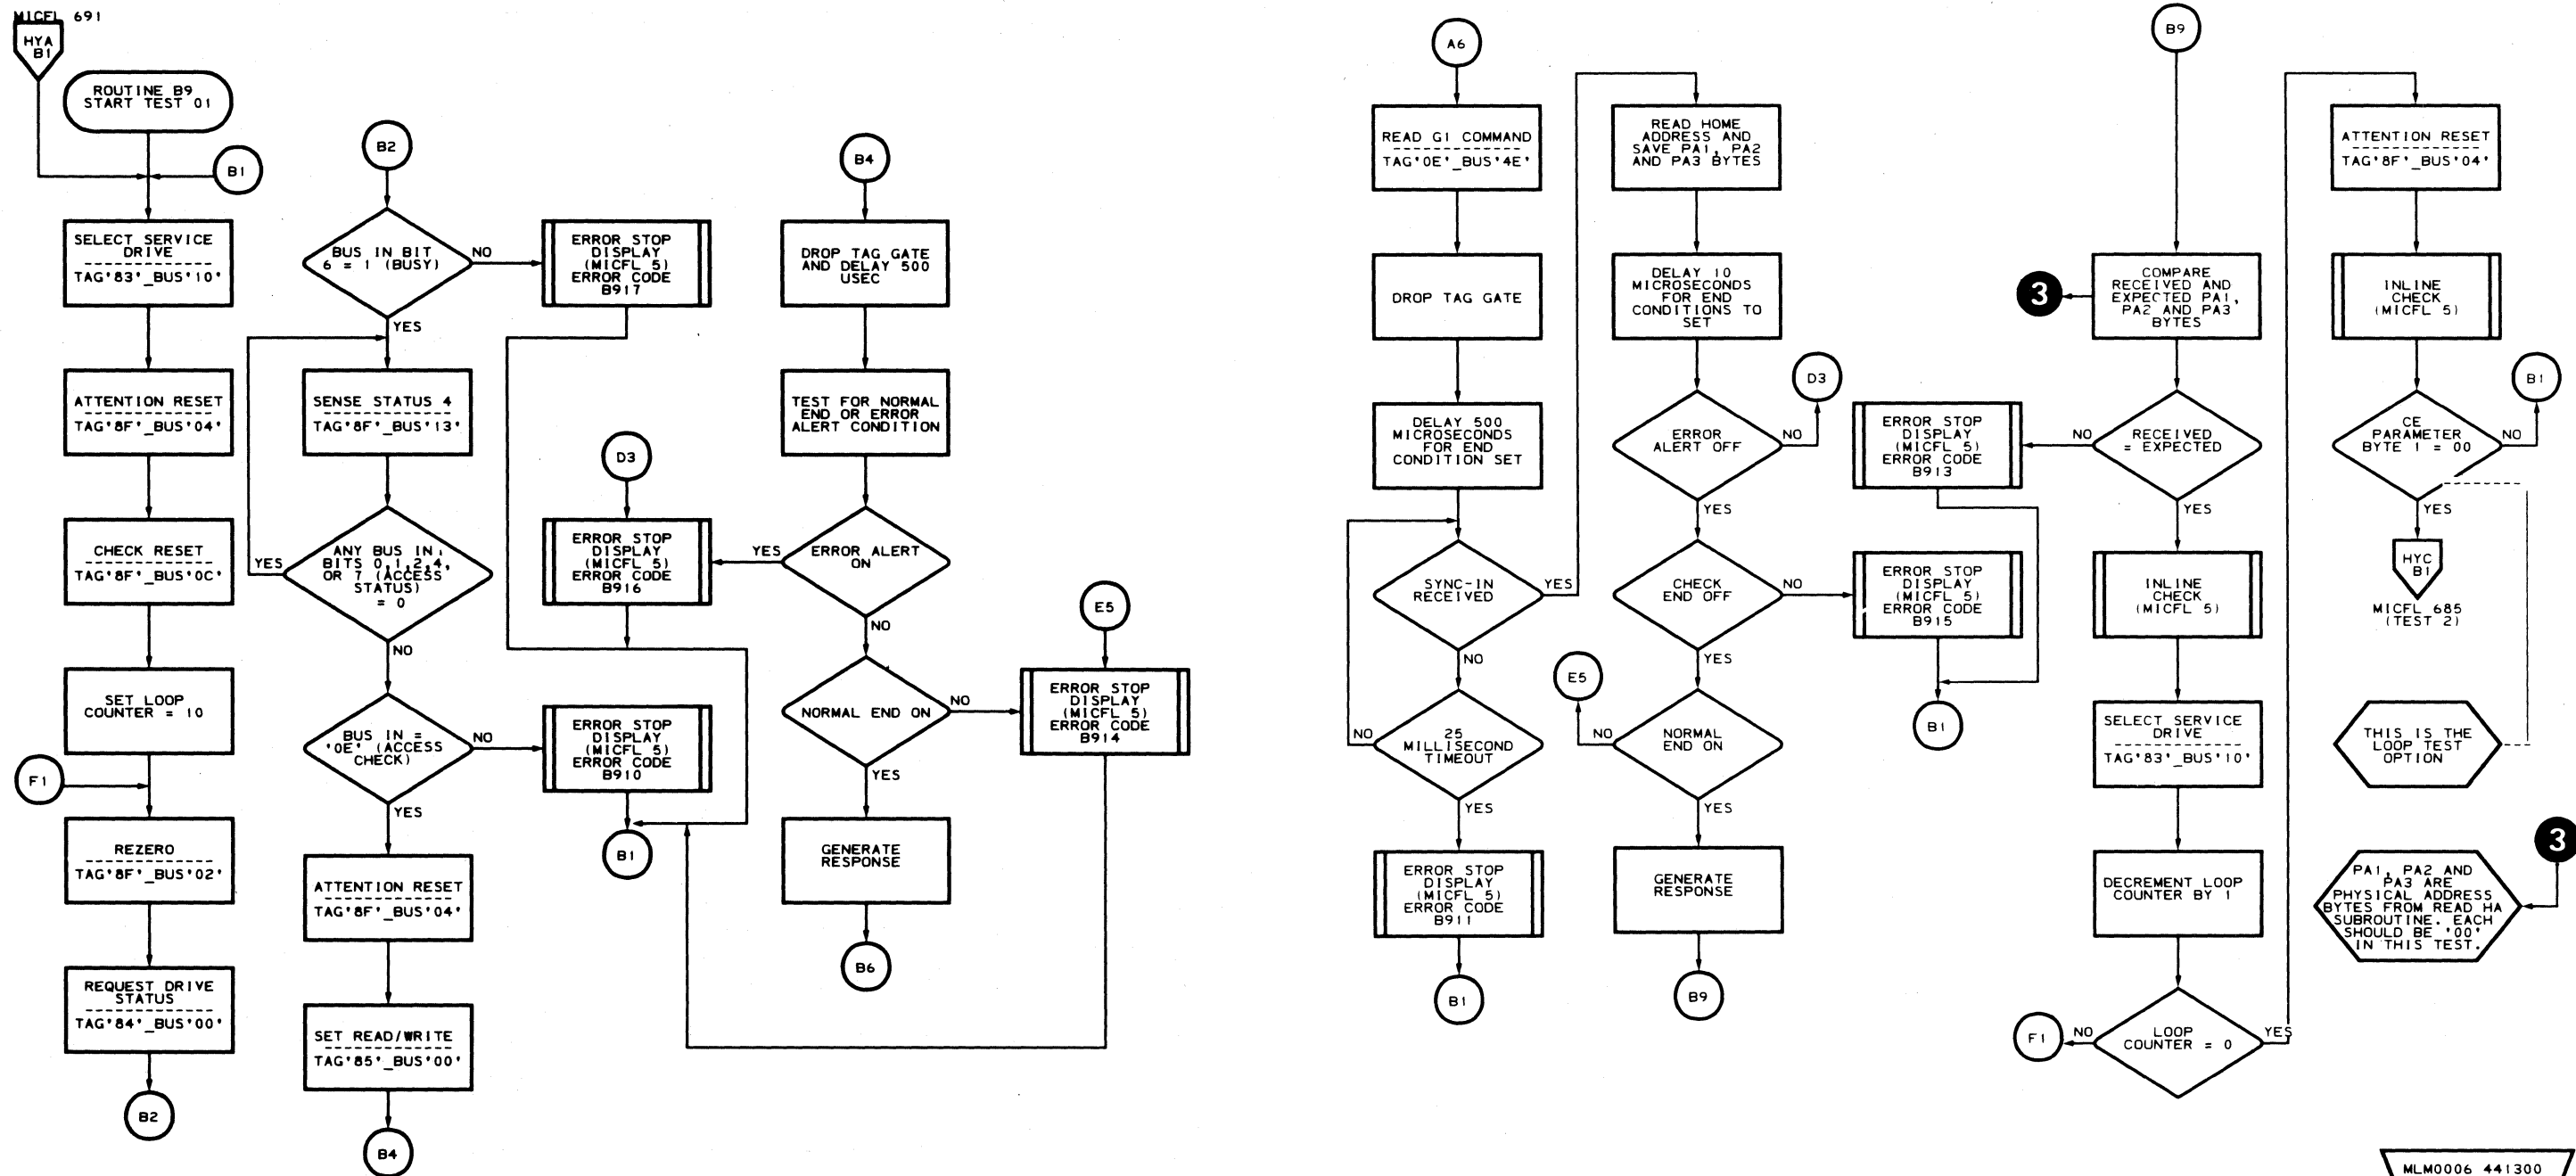 MICFL 691
HYA
B1
ROUTINE B9
START TEST 01
B1
SELECT SERVICE
DRIVE
TAG'83'_BUS'10'
ATTENTION RESET
TAG'8F'_BUS'04'
CHECK RESET
TAG'8F'_BUS'0C'
SET LOOP
COUNTER = 10
F1
REZERO
TAG'8F'_BUS'02'
REQUEST DRIVE
STATUS
TAG'84'_BUS'00'
B2
B2
BUS IN BIT
6 = 1 (BUSY)
NO
YES
SENSE STATUS 4
TAG'8F'_BUS'13'
ANY BUS IN,
BITS 0,1,2,4,
OR 7 (ACCESS
STATUS)
= 0
YES
NO
BUS IN =
'0E' (ACCESS
CHECK)
NO
YES
ATTENTION RESET
TAG'8F'_BUS'04'
SET READ/WRITE
TAG'85'_BUS'00'
B4
ERROR STOP
DISPLAY
(MICFL 5)
ERROR CODE
B917
D3
ERROR STOP
DISPLAY
(MICFL 5)
ERROR CODE
B916
ERROR STOP
DISPLAY
(MICFL 5)
ERROR CODE
B910
B1
B4
DROP TAG GATE
AND DELAY 500
USEC
TEST FOR NORMAL
END OR ERROR
ALERT CONDITION
ERROR ALERT
ON
YES
NO
NORMAL END ON
NO
YES
GENERATE
RESPONSE
B6
E5
ERROR STOP
DISPLAY
(MICFL 5)
ERROR CODE
B914
A6
READ G1 COMMAND
TAG'0E'_BUS'4E'
DROP TAG GATE
DELAY 500
MICROSECONDS
FOR END
CONDITION SET
SYNC-IN
RECEIVED
YES
NO
25
MILLISECOND
TIMEOUT
NO
YES
ERROR STOP
DISPLAY
(MICFL 5)
ERROR CODE
B911
B1
READ HOME
ADDRESS AND
SAVE PA1, PA2
AND PA3 BYTES
DELAY 10
MICROSECONDS
FOR END
CONDITIONS TO
SET
D3
ERROR
ALERT OFF
NO
YES
CHECK
END OFF
NO
YES
E5
NORMAL
END ON
NO
YES
GENERATE
RESPONSE
B9
ERROR STOP
DISPLAY
(MICFL 5)
ERROR CODE
B913
ERROR STOP
DISPLAY
(MICFL 5)
ERROR CODE
B915
B1
B9
3
COMPARE
RECEIVED AND
EXPECTED PA1,
PA2 AND PA3
BYTES
RECEIVED
= EXPECTED
NO
YES
INLINE
CHECK
(MICFL 5)
SELECT SERVICE
DRIVE
TAG'83'_BUS'10'
DECREMENT LOOP
COUNTER BY 1
LOOP
COUNTER = 0
NO
F1
YES
ATTENTION RESET
TAG'8F'_BUS'04'
INLINE
CHECK
(MICFL 5)
B1
CE
PARAMETER
BYTE 1 = 00
NO
YES
HYC
B1
MICFL 685
(TEST 2)
THIS IS THE
LOOP TEST
OPTION
3
PA1, PA2 AND
PA3 ARE
PHYSICAL ADDRESS
BYTES FROM READ HA
SUBROUTINE. EACH
SHOULD BE '00'
IN THIS TEST.
MLM0006 441300